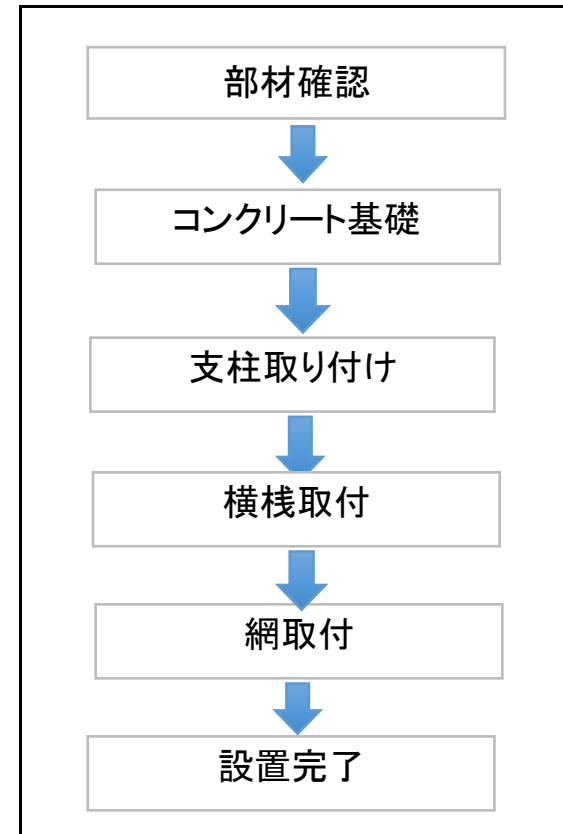 部材確認
コンクリート基礎
支柱取り付け
横桟取付
網取付
設置完了